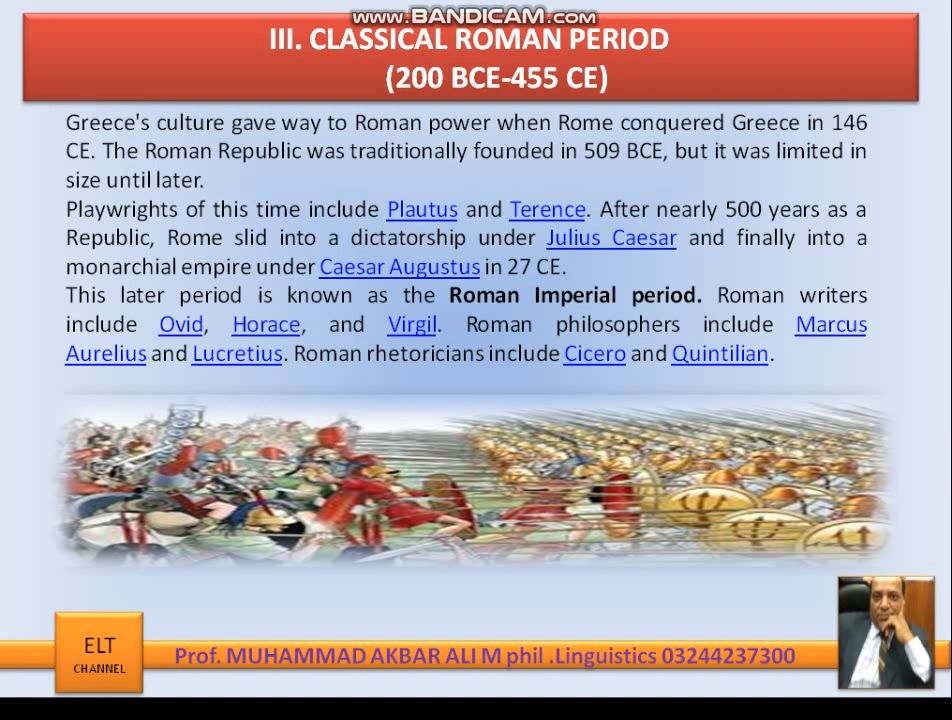 www.BANDICAM.com
III. CLASSICAL ROMAN PERIOD
(200 BCE-455 CE)
Greece's culture gave way to Roman power when Rome conquered Greece in 146
CE. The Roman Republic was traditionally founded in 509 BCE, but it was limited in
size until later.
Playwrights of this time include Plautus and Terence. After nearly 500 years as a
Republic, Rome slid into a dictatorship under Julius Caesar and finally into a
monarchial empire under Caesar Augustus in 27 CE.
This later period is known as the Roman Imperial period. Roman writers
include Ovid, Horace, and Virgil. Roman philosophers include Marcus
Aurelius and Lucretius. Roman rhetoricians include Cicero and Quintilian.
ELT
CHANNEL
Prof. MUHAMMAD AKBAR ALI M phil .Linguistics 03244237300